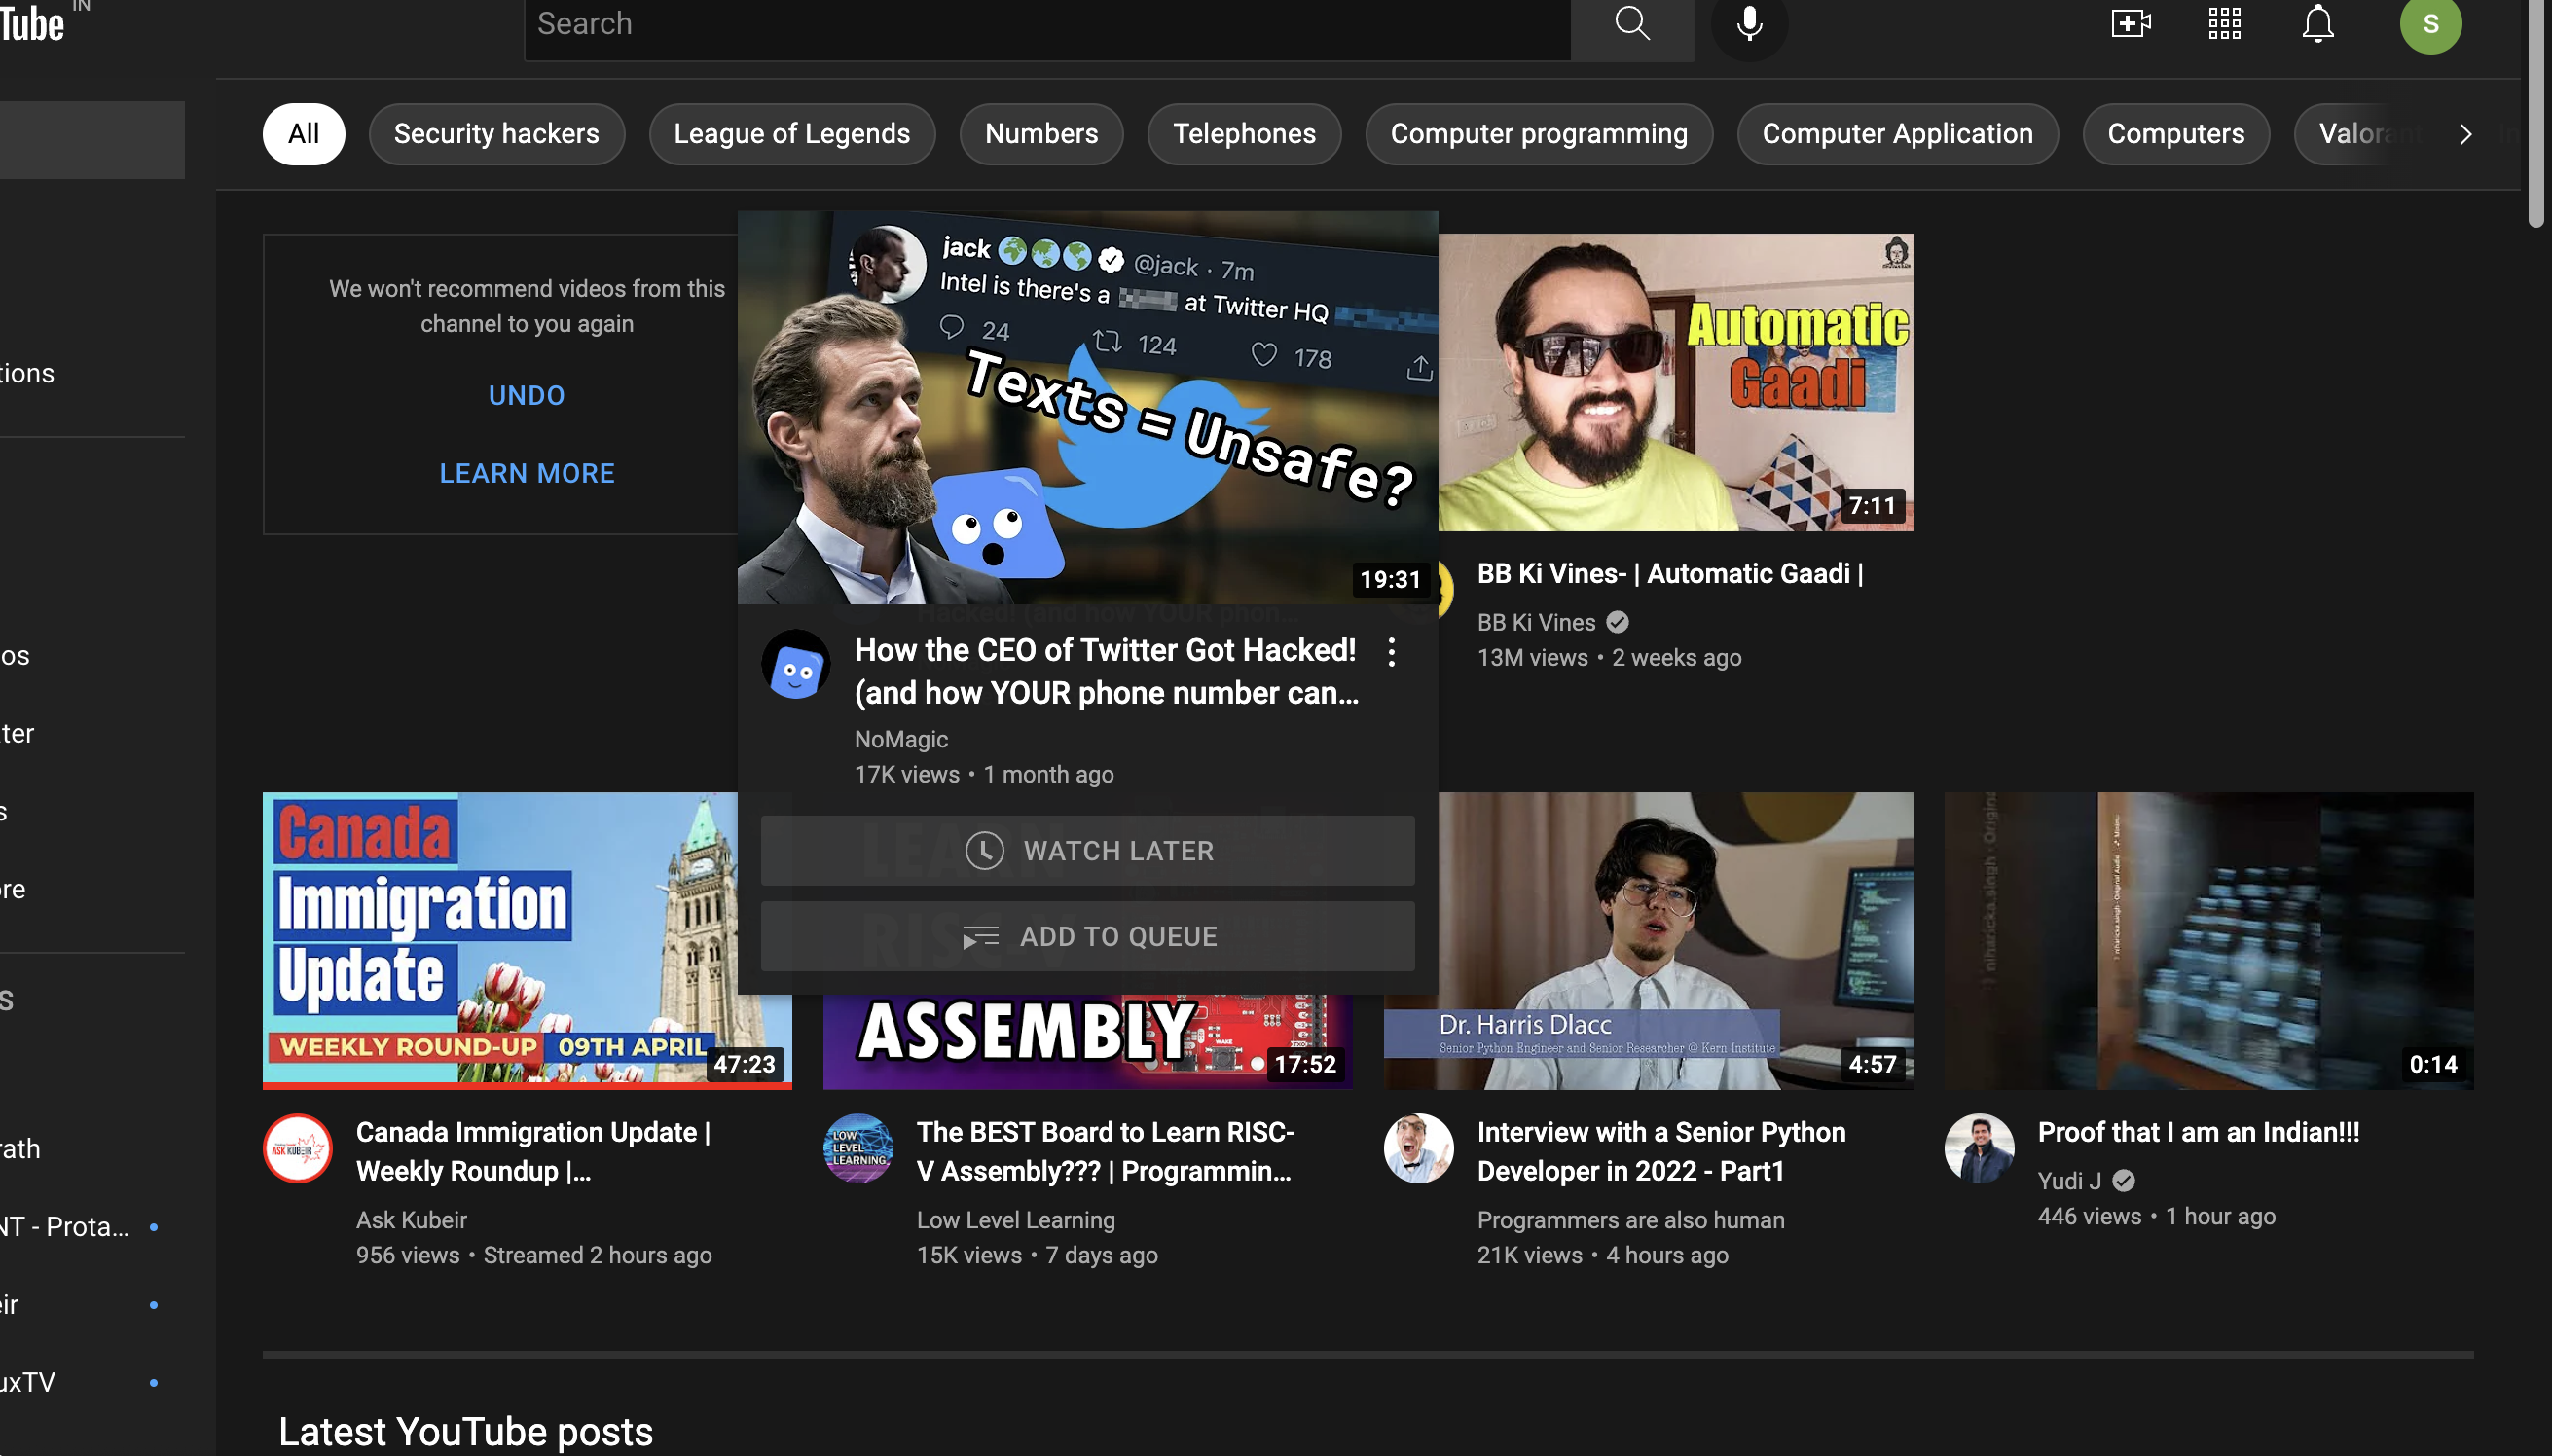 Tube IN
Search
S
All
Security hackers
League of Legends
Numbers
Telephones
Computer programming
Computer Application
Computers
Valoran
tions
os
ter
s
re
S
rath
NT - Prota...
eir
uxTV
We won't recommend videos from this
channel to you again
UNDO
LEARN MORE
jack @jack · 7m
Intel is there's a at Twitter HQ
24 124 178
Texts = Unsafe?
19:31
How the CEO of Twitter Got Hacked!
(and how YOUR phone number can...
NoMagic
17K views • 1 month ago
WATCH LATER
ADD TO QUEUE
Automatic
Gaadi
7:11
BB Ki Vines- | Automatic Gaadi |
BB Ki Vines
13M views • 2 weeks ago
Canada
Immigration
Update
WEEKLY ROUND-UP 09TH APRIL
47:23
ASK KUBEIR
Canada Immigration Update |
Weekly Roundup |...
Ask Kubeir
956 views • Streamed 2 hours ago
LEARN
RISC-V
ASSEMBLY
17:52
LOW
LEVEL
LEARNING
The BEST Board to Learn RISC-
V Assembly??? | Programmin...
Low Level Learning
15K views • 7 days ago
Dr. Harris Dlacc
Senior Python Engineer and Senior Researcher @ Kern Institute
4:57
Interview with a Senior Python
Developer in 2022 - Part1
Programmers are also human
21K views • 4 hours ago
0:14
Proof that I am an Indian!!!
Yudi J
446 views • 1 hour ago
Latest YouTube posts